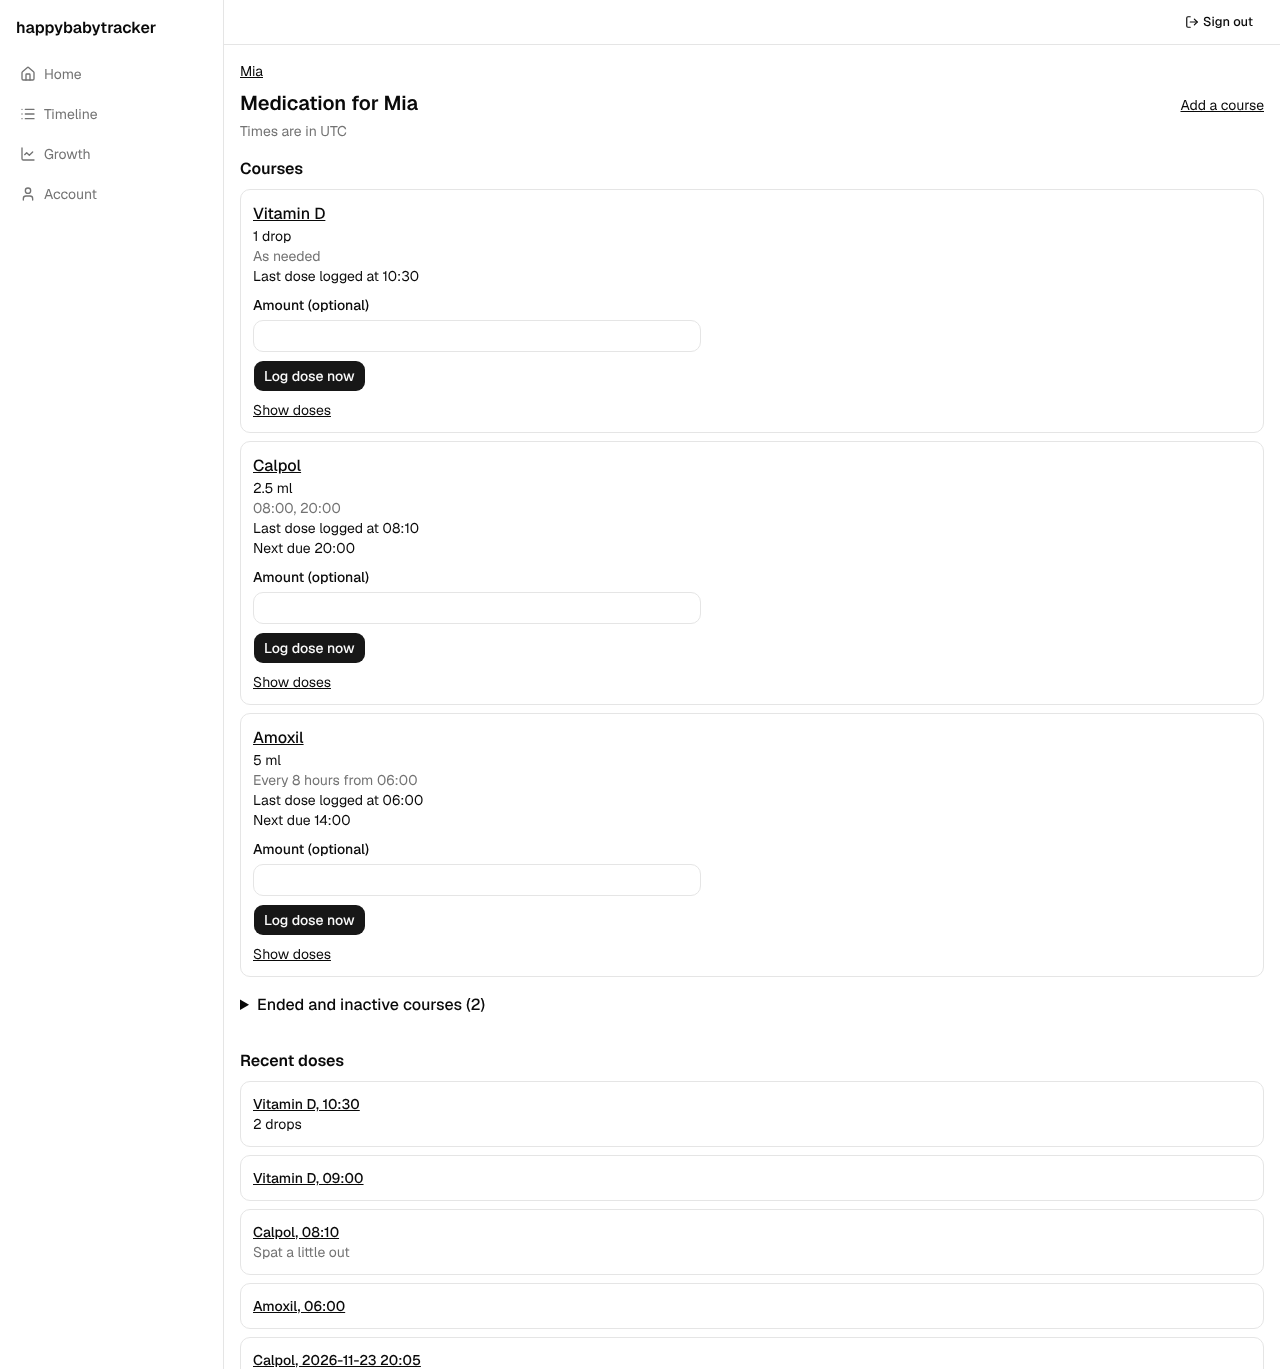 happybabytracker
Sign out
Home
Timeline
Growth
Account
Mia
Medication for Mia
Add a course
Times are in UTC
Courses
Vitamin D
1 drop
As needed
Last dose logged at 10:30
Amount (optional)
Log dose now
Show doses
Calpol
2.5 ml
08:00, 20:00
Last dose logged at 08:10
Next due 20:00
Amount (optional)
Log dose now
Show doses
Amoxil
5 ml
Every 8 hours from 06:00
Last dose logged at 06:00
Next due 14:00
Amount (optional)
Log dose now
Show doses
Ended and inactive courses (2)
Recent doses
Vitamin D, 10:30
2 drops
Vitamin D, 09:00
Calpol, 08:10
Spat a little out
Amoxil, 06:00
Calpol, 2026-11-23 20:05